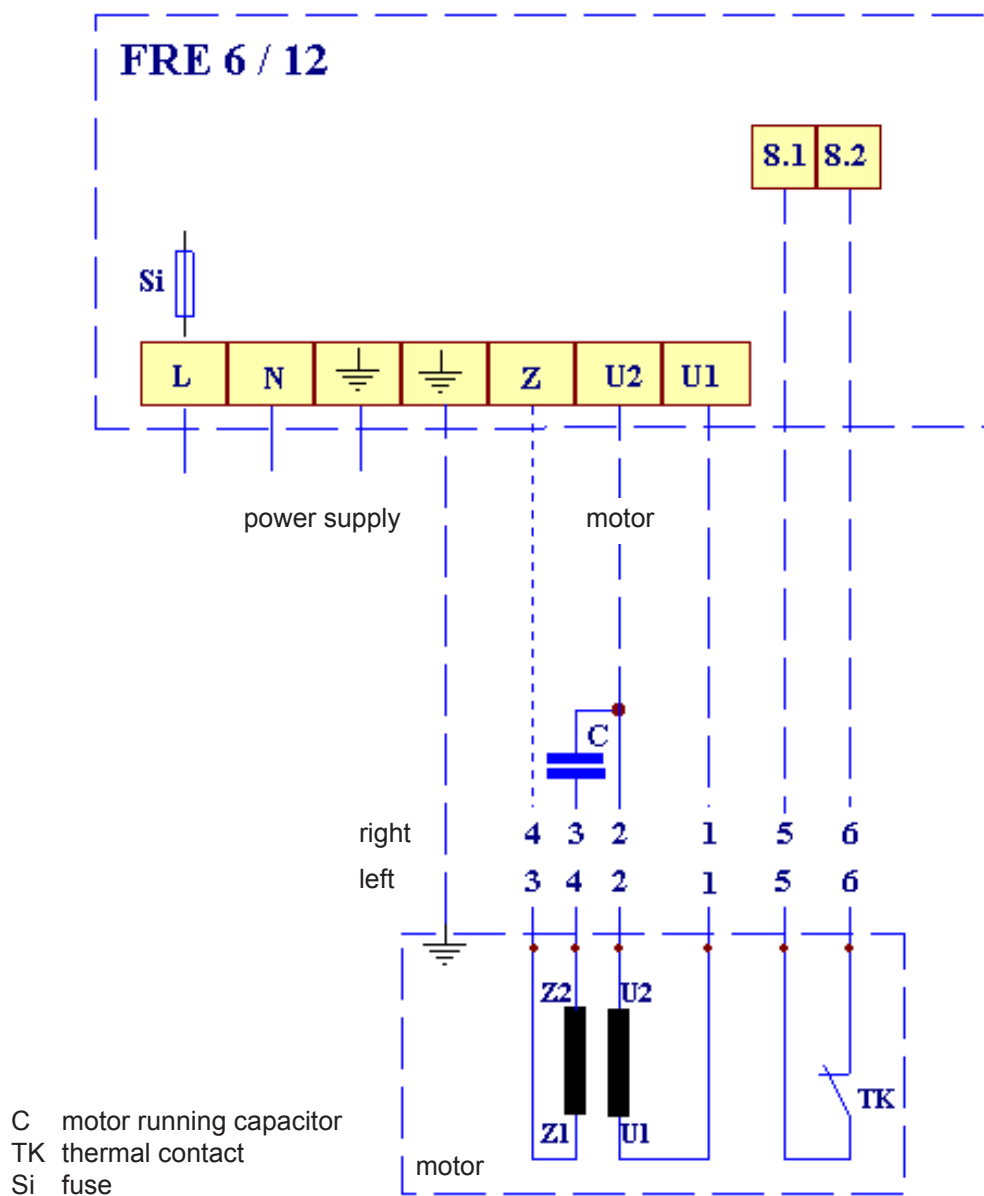 FRE 6 / 12
8.1 8.2
Si
L N Z U2 U1
power supply motor
C
right 4 3 2 1 5 6
left 3 4 2 1 5 6
Z2 U2
TK
Z1 U1
motor
C motor running capacitor
TK thermal contact
Si fuse